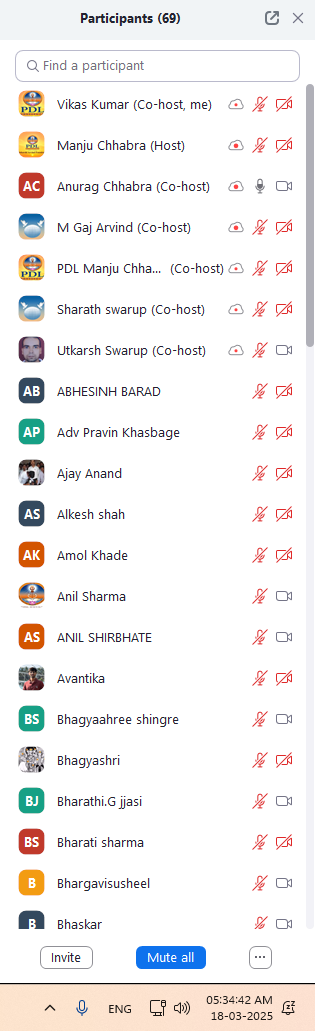 Participants (69)
Find a participant
PDL Vikas Kumar (Co-host, me)
PDL Manju Chhabra (Host)
AC Anurag Chhabra (Co-host)
M Gaj Arvind (Co-host)
PDL PDL Manju Chha... (Co-host)
Sharath swarup (Co-host)
Utkarsh Swarup (Co-host)
AB ABHESINH BARAD
AP Adv Pravin Khasbage
Ajay Anand
AS Alkesh shah
AK Amol Khade
Anil Sharma
AS ANIL SHIRBHATE
Avantika
BS Bhagyaahree shingre
Bhagyashri
BJ Bharathi.G jjasi
BS Bharati sharma
B Bhargavisusheel
B Bhaskar
Invite Mute all ...
ENG 05:34:42 AM
18-03-2025